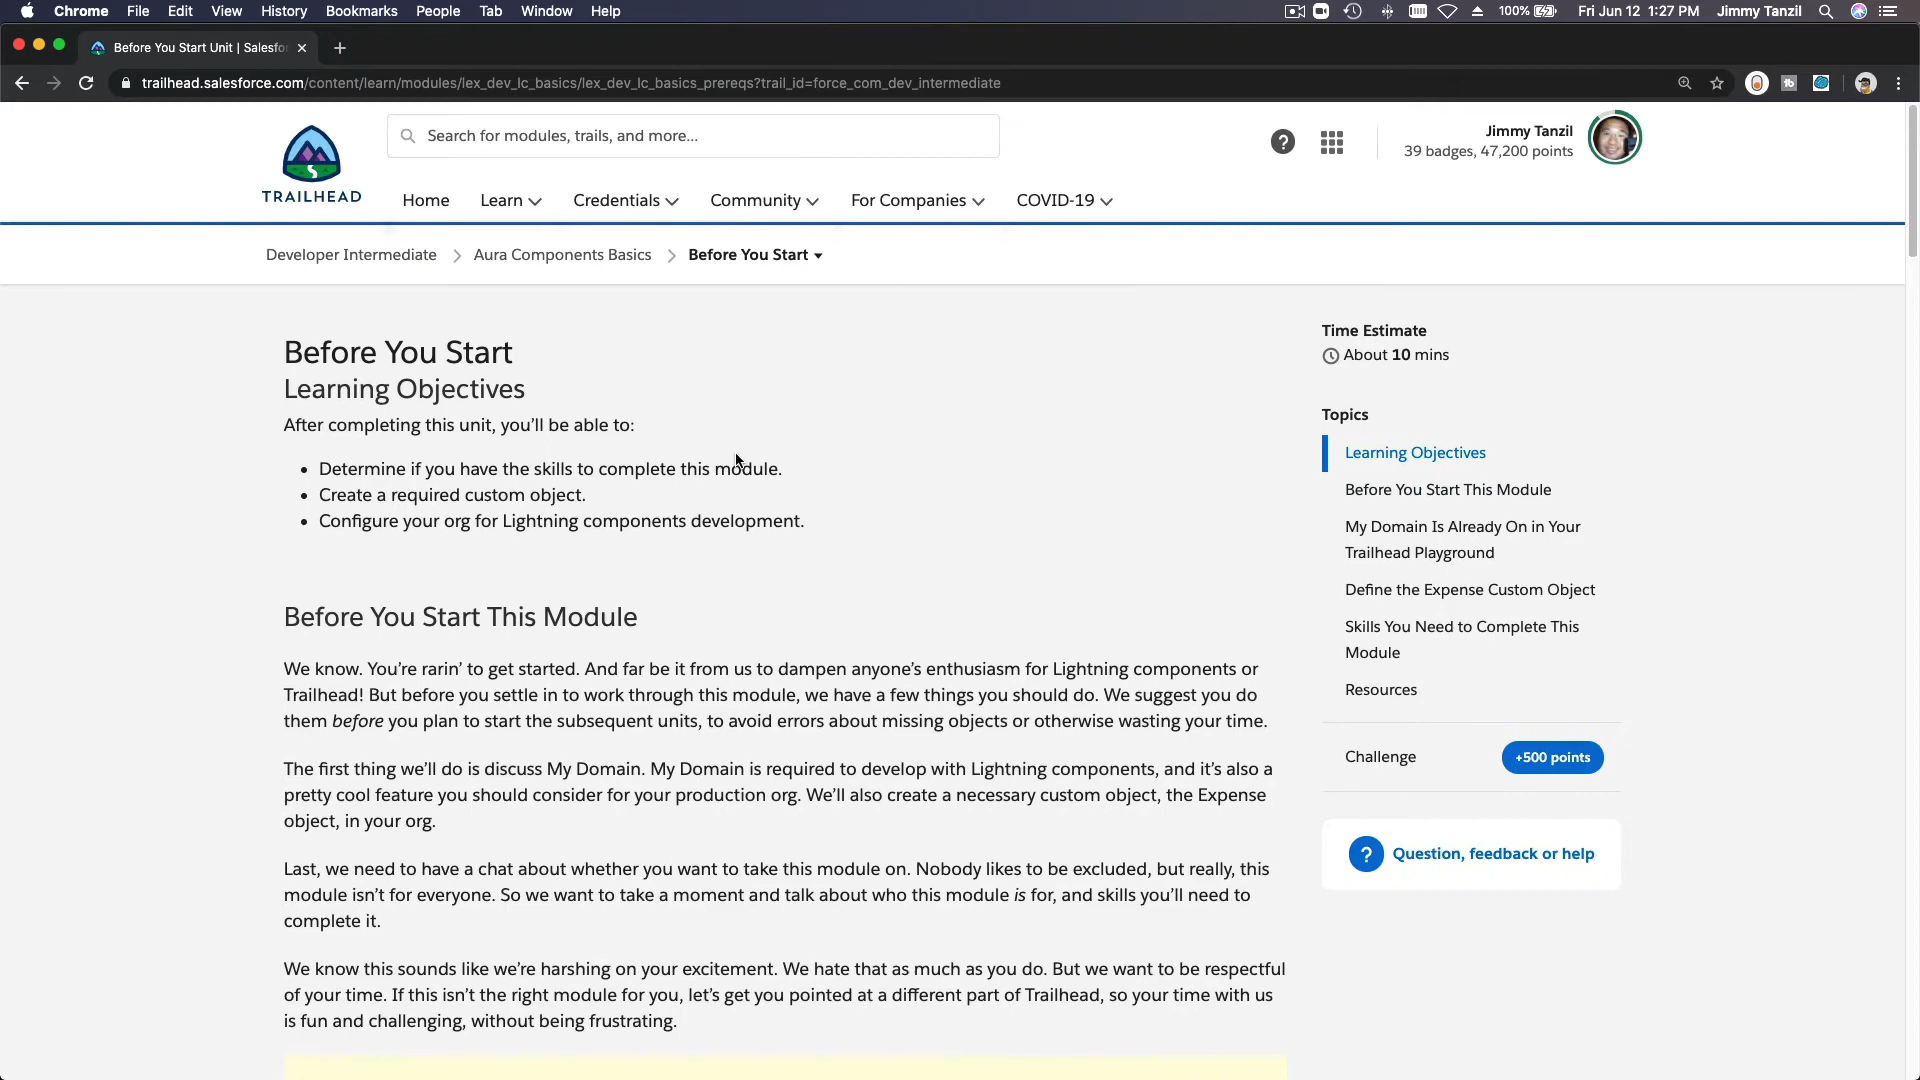 Chrome File Edit View History Bookmarks People Tab Window Help
100% Fri Jun 12 1:27 PM Jimmy Tanzil
Before You Start Unit | Salesfo
trailhead.salesforce.com/content/learn/modules/lex_dev_lc_basics/lex_dev_lc_basics_prereqs?trail_id=force_com_dev_intermediate
TRAILHEAD
Search for modules, trails, and more...
Jimmy Tanzil
39 badges, 47,200 points
Home Learn Credentials Community For Companies COVID-19
Developer Intermediate Aura Components Basics Before You Start
Before You Start
Learning Objectives
After completing this unit, you’ll be able to:
• Determine if you have the skills to complete this module.
• Create a required custom object.
• Configure your org for Lightning components development.
Before You Start This Module
We know. You’re rarin’ to get started. And far be it from us to dampen anyone’s enthusiasm for Lightning components or
Trailhead! But before you settle in to work through this module, we have a few things you should do. We suggest you do
them before you plan to start the subsequent units, to avoid errors about missing objects or otherwise wasting your time.
The first thing we’ll do is discuss My Domain. My Domain is required to develop with Lightning components, and it’s also a
pretty cool feature you should consider for your production org. We’ll also create a necessary custom object, the Expense
object, in your org.
Last, we need to have a chat about whether you want to take this module on. Nobody likes to be excluded, but really, this
module isn’t for everyone. So we want to take a moment and talk about who this module is for, and skills you’ll need to
complete it.
We know this sounds like we’re harshing on your excitement. We hate that as much as you do. But we want to be respectful
of your time. If this isn’t the right module for you, let’s get you pointed at a different part of Trailhead, so your time with us
is fun and challenging, without being frustrating.
Time Estimate
About 10 mins
Topics
Learning Objectives
Before You Start This Module
My Domain Is Already On in Your
Trailhead Playground
Define the Expense Custom Object
Skills You Need to Complete This
Module
Resources
Challenge +500 points
? Question, feedback or help